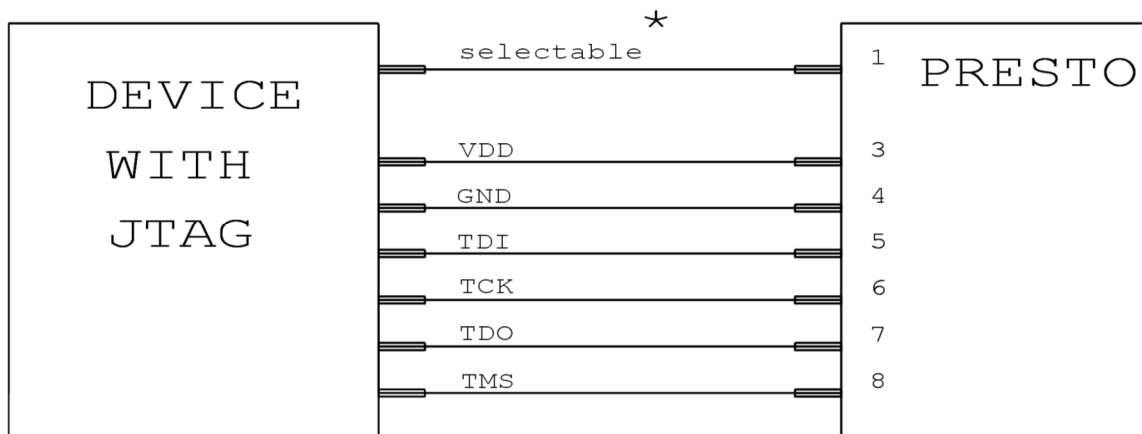 *
selectable 1
DEVICE
WITH
JTAG
PRESTO
VDD 3
GND 4
TDI 5
TCK 6
TDO 7
TMS 8